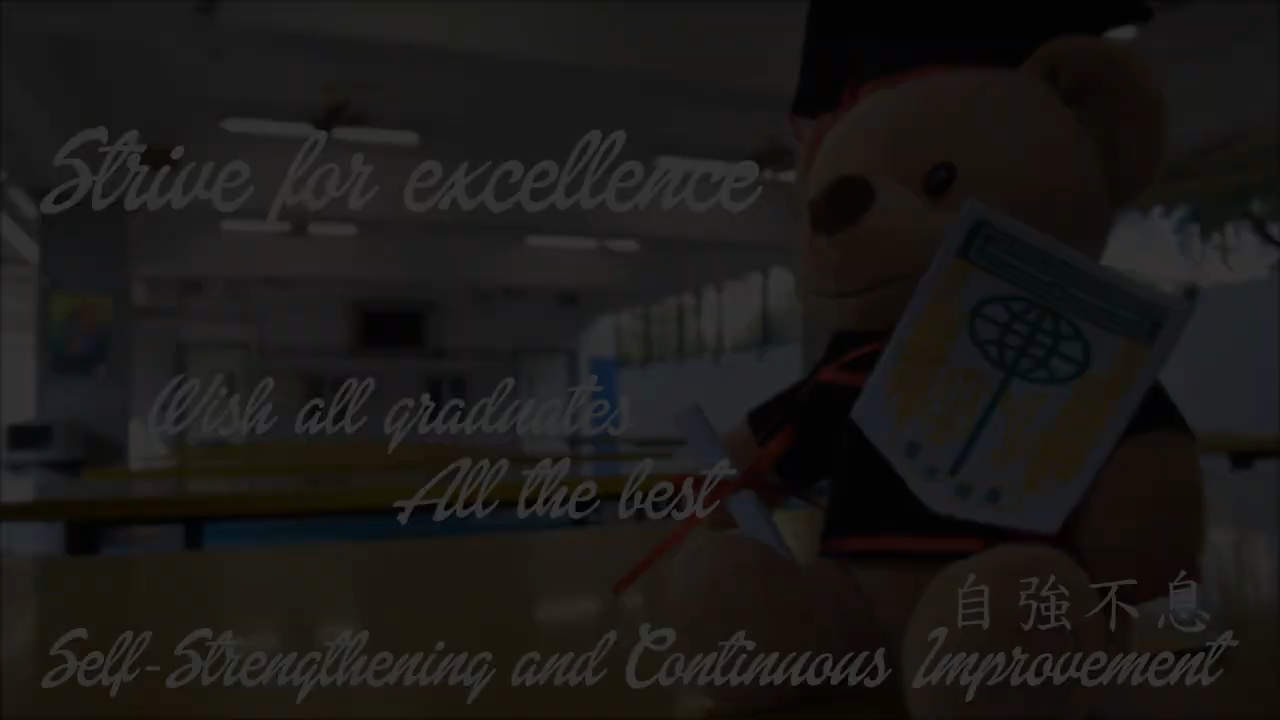 Strive for excellence
Wish all graduates
All the best
自強不息
Self-Strengthening and Continuous Improvement